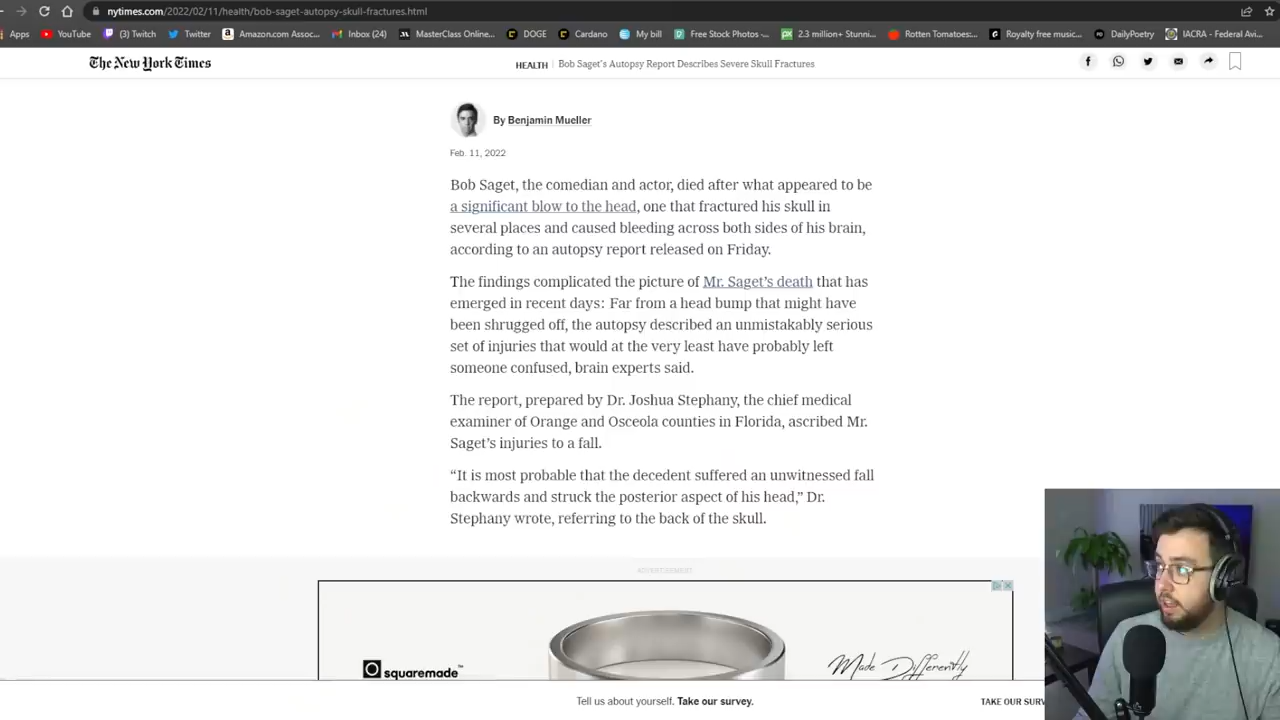 nytimes.com/2022/02/11/health/bob-saget-autopsy-skull-fractures.html
Apps YouTube (3) Twitch Twitter Amazon.com Assoc... Inbox (24) MasterClass Online... DOGE Cardano My bill Free Stock Photos -... 2.3 million+ Stunni... Rotten Tomatoes:... Royalty free music... DailyPoetry IACRA - Federal Avi...
The New York Times
HEALTH | Bob Saget's Autopsy Report Describes Severe Skull Fractures
By Benjamin Mueller
Feb. 11, 2022
Bob Saget, the comedian and actor, died after what appeared to be
a significant blow to the head, one that fractured his skull in
several places and caused bleeding across both sides of his brain,
according to an autopsy report released on Friday.
The findings complicated the picture of Mr. Saget's death that has
emerged in recent days: Far from a head bump that might have
been shrugged off, the autopsy described an unmistakably serious
set of injuries that would at the very least have probably left
someone confused, brain experts said.
The report, prepared by Dr. Joshua Stephany, the chief medical
examiner of Orange and Osceola counties in Florida, ascribed Mr.
Saget's injuries to a fall.
“It is most probable that the decedent suffered an unwitnessed fall
backwards and struck the posterior aspect of his head,” Dr.
Stephany wrote, referring to the back of the skull.
ADVERTISEMENT
squaremade™
Made Differently
Tell us about yourself. Take our survey.
TAKE OUR SURV